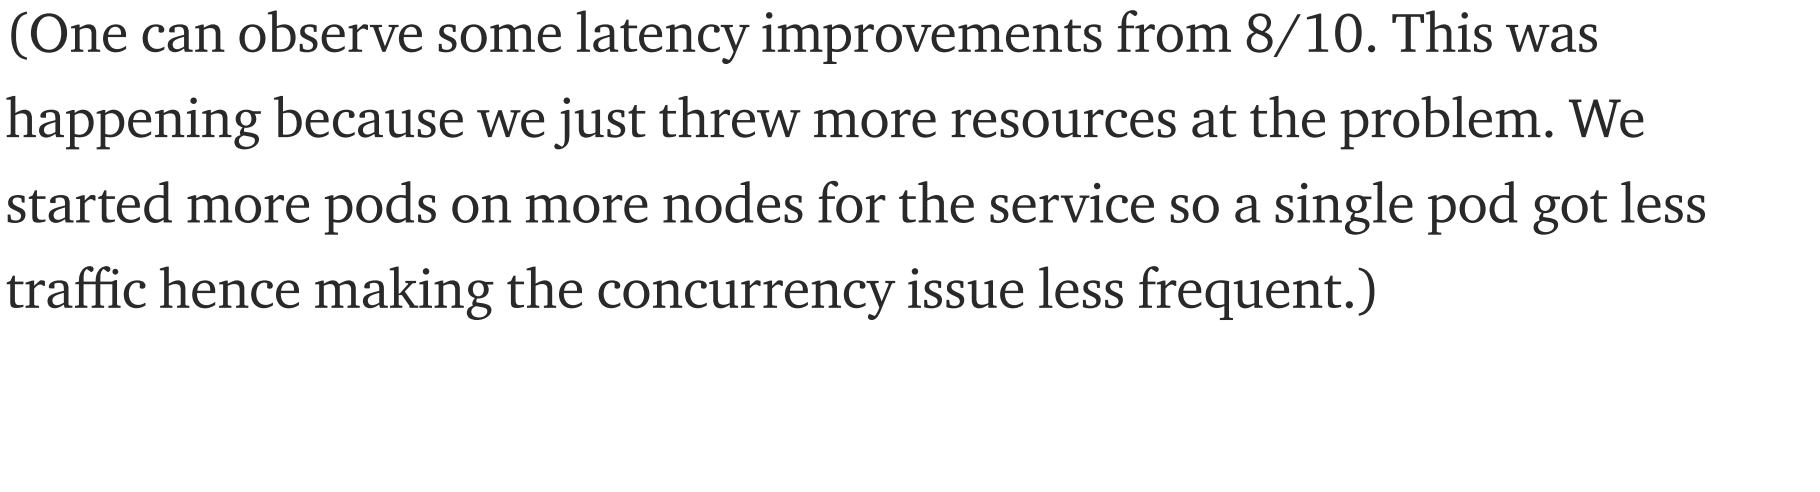 (One can observe some latency improvements from 8/10. This was
happening because we just threw more resources at the problem. We
started more pods on more nodes for the service so a single pod got less
traffic hence making the concurrency issue less frequent.)